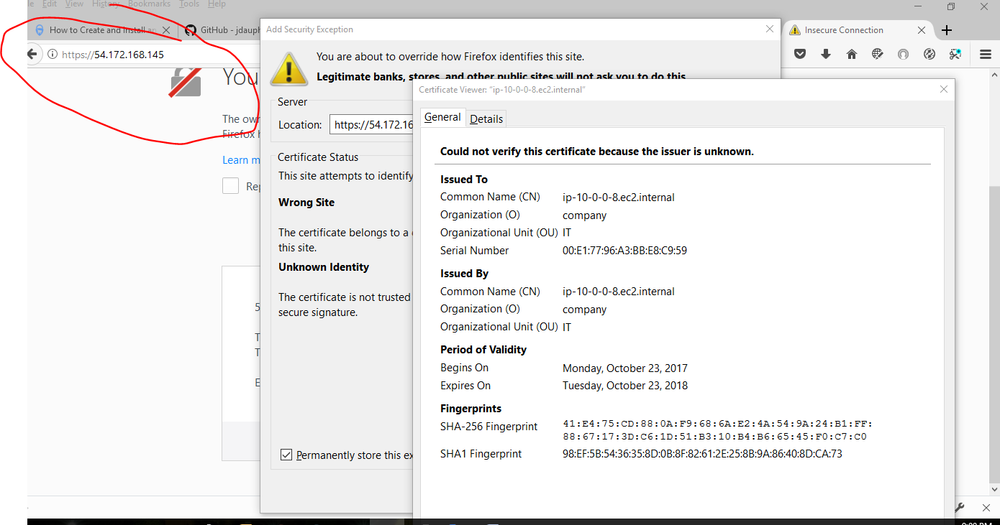 Edit View History Bookmarks Tools Help
How to Create and Install an
GitHub - jdauph
Insecure Connection
https://54.172.168.145
You
The own
Firefox h
Learn m
Rep
5
T
T
E
Add Security Exception
You are about to override how Firefox identifies this site.
Legitimate banks, stores, and other public sites will not ask you to do this.
Server
Location: https://54.172.16
Certificate Status
This site attempts to identify
Wrong Site
The certificate belongs to a
this site.
Unknown Identity
The certificate is not trusted
secure signature.
Permanently store this ex
Certificate Viewer: "ip-10-0-0-8.ec2.internal"
General Details
Could not verify this certificate because the issuer is unknown.
Issued To
Common Name (CN) ip-10-0-0-8.ec2.internal
Organization (O) company
Organizational Unit (OU) IT
Serial Number 00:E1:77:96:A3:BB:E8:C9:59
Issued By
Common Name (CN) ip-10-0-0-8.ec2.internal
Organization (O) company
Organizational Unit (OU) IT
Period of Validity
Begins On Monday, October 23, 2017
Expires On Tuesday, October 23, 2018
Fingerprints
SHA-256 Fingerprint 41:E4:75:CD:88:0A:F9:68:6A:E2:4A:54:9A:24:B1:FF:
88:67:17:3D:C6:1D:51:B3:10:B4:B6:65:45:F0:C7:C0
SHA1 Fingerprint 98:EF:5B:54:36:35:8D:0B:8F:82:61:2E:25:8B:9A:86:40:8D:CA:73